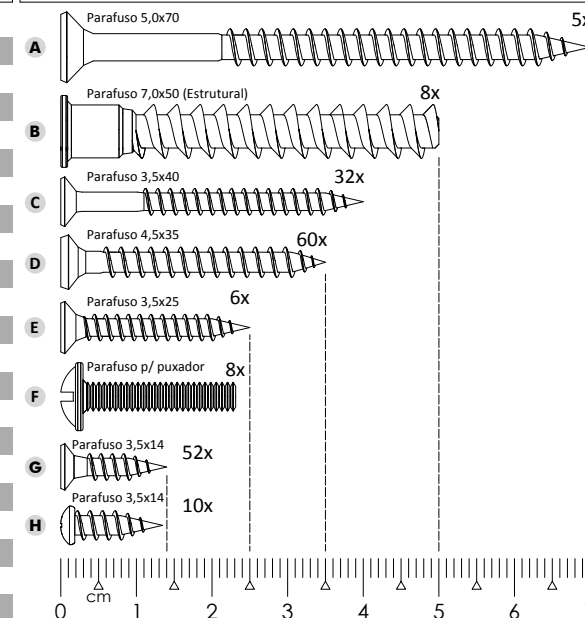 A Parafuso 5,0x70 5x
B Parafuso 7,0x50 (Estrutural) 8x
C Parafuso 3,5x40 32x
D Parafuso 4,5x35 60x
E Parafuso 3,5x25 6x
F Parafuso p/ puxador 8x
G Parafuso 3,5x14 52x
H Parafuso 3,5x14 10x
cm
0 1 2 3 4 5 6